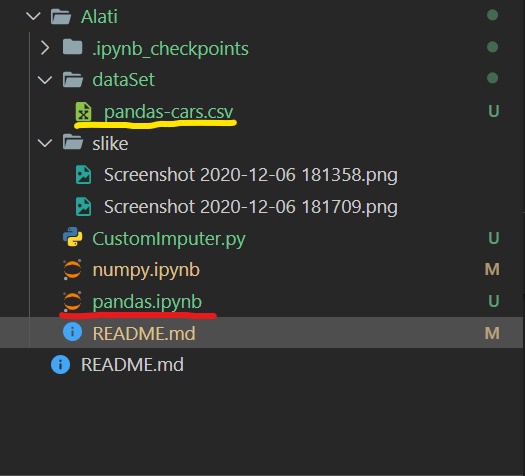 Alati
.ipynb_checkpoints
dataSet
pandas-cars.csv U
slike
Screenshot 2020-12-06 181358.png
Screenshot 2020-12-06 181709.png
CustomImputer.py U
numpy.ipynb M
pandas.ipynb U
README.md M
README.md